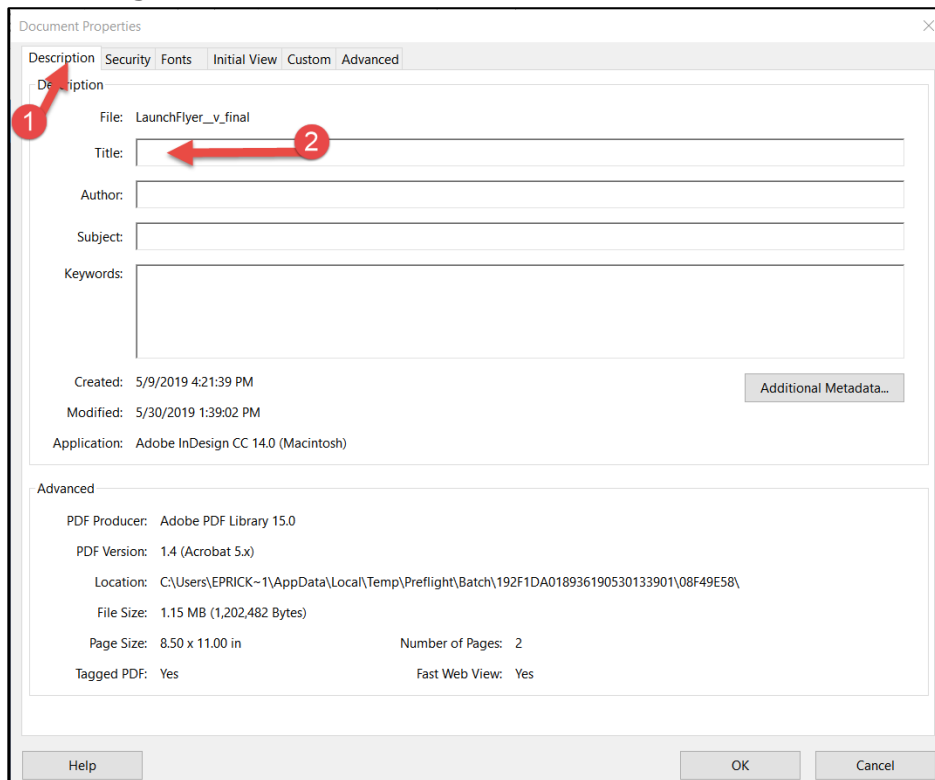 Document Properties
Description Security Fonts Initial View Custom Advanced
Description
1
File: LaunchFlyer__v_final
2
Title:
Author:
Subject:
Keywords:
Created: 5/9/2019 4:21:39 PM
Additional Metadata...
Modified: 5/30/2019 1:39:02 PM
Application: Adobe InDesign CC 14.0 (Macintosh)
Advanced
PDF Producer: Adobe PDF Library 15.0
PDF Version: 1.4 (Acrobat 5.x)
Location: C:\Users\EPRICK~1\AppData\Local\Temp\Preflight\Batch\192F1DA018936190530133901\08F49E58\
File Size: 1.15 MB (1,202,482 Bytes)
Page Size: 8.50 x 11.00 in Number of Pages: 2
Tagged PDF: Yes Fast Web View: Yes
Help OK Cancel